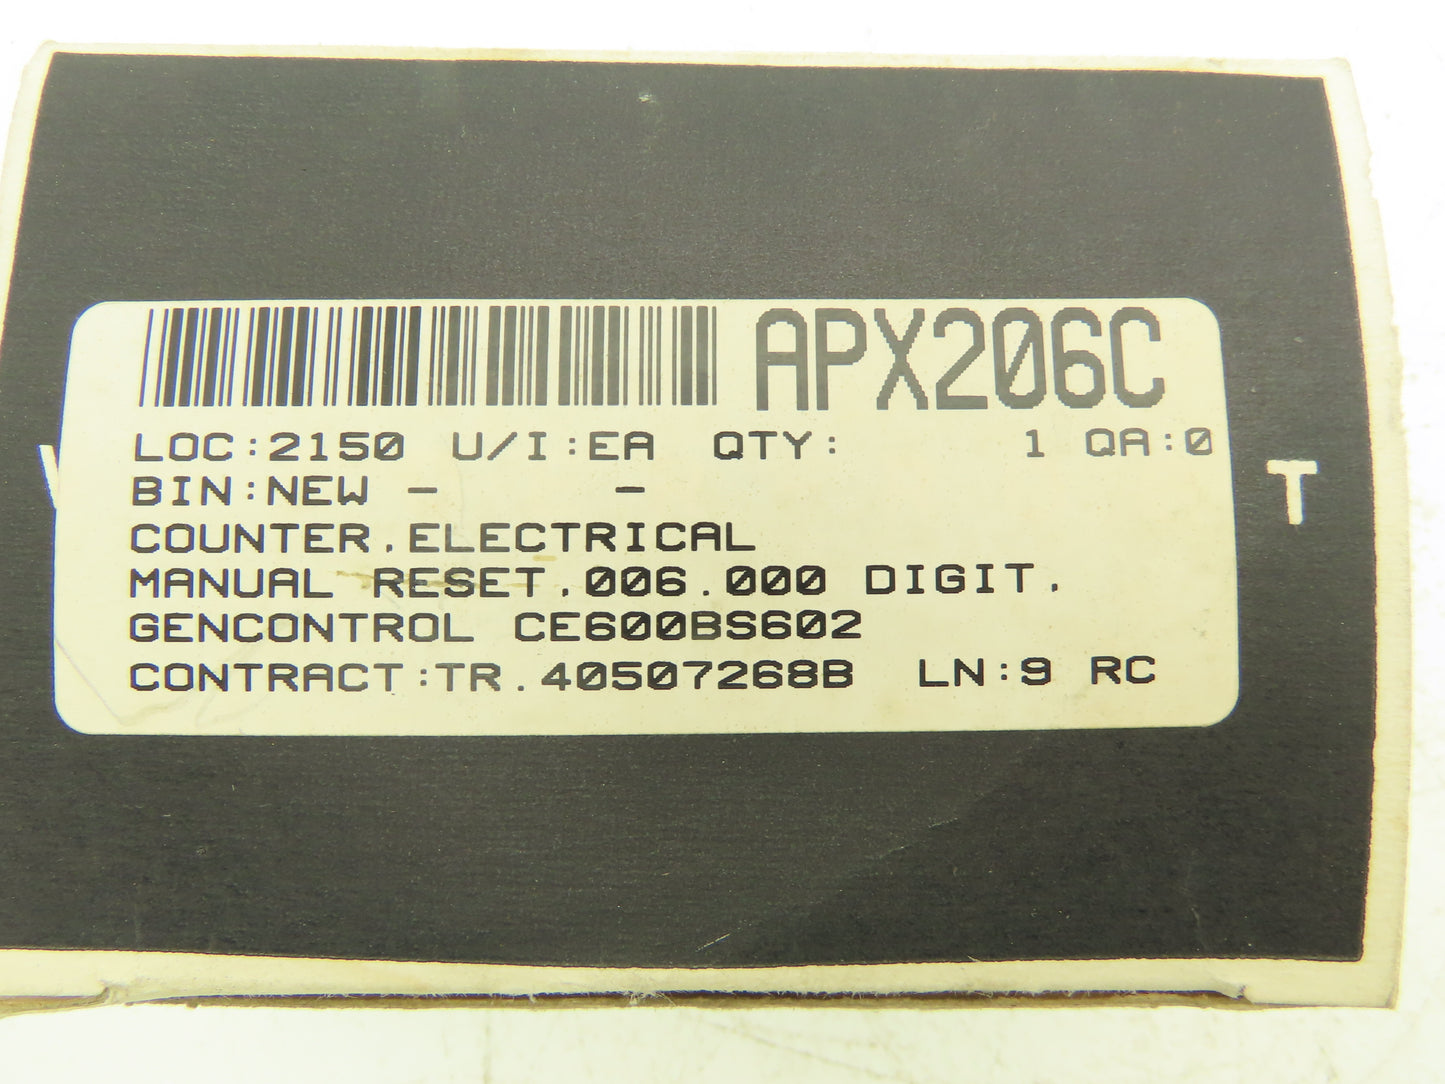 APX206C
LOC:2150 U/I:EA QTY: 1 QA:0
BIN:NEW - -
COUNTER,ELECTRICAL
MANUAL RESET,006.000 DIGIT,
GENCONTROL CE600BS602
CONTRACT:TR.40507268B LN:9 RC
T